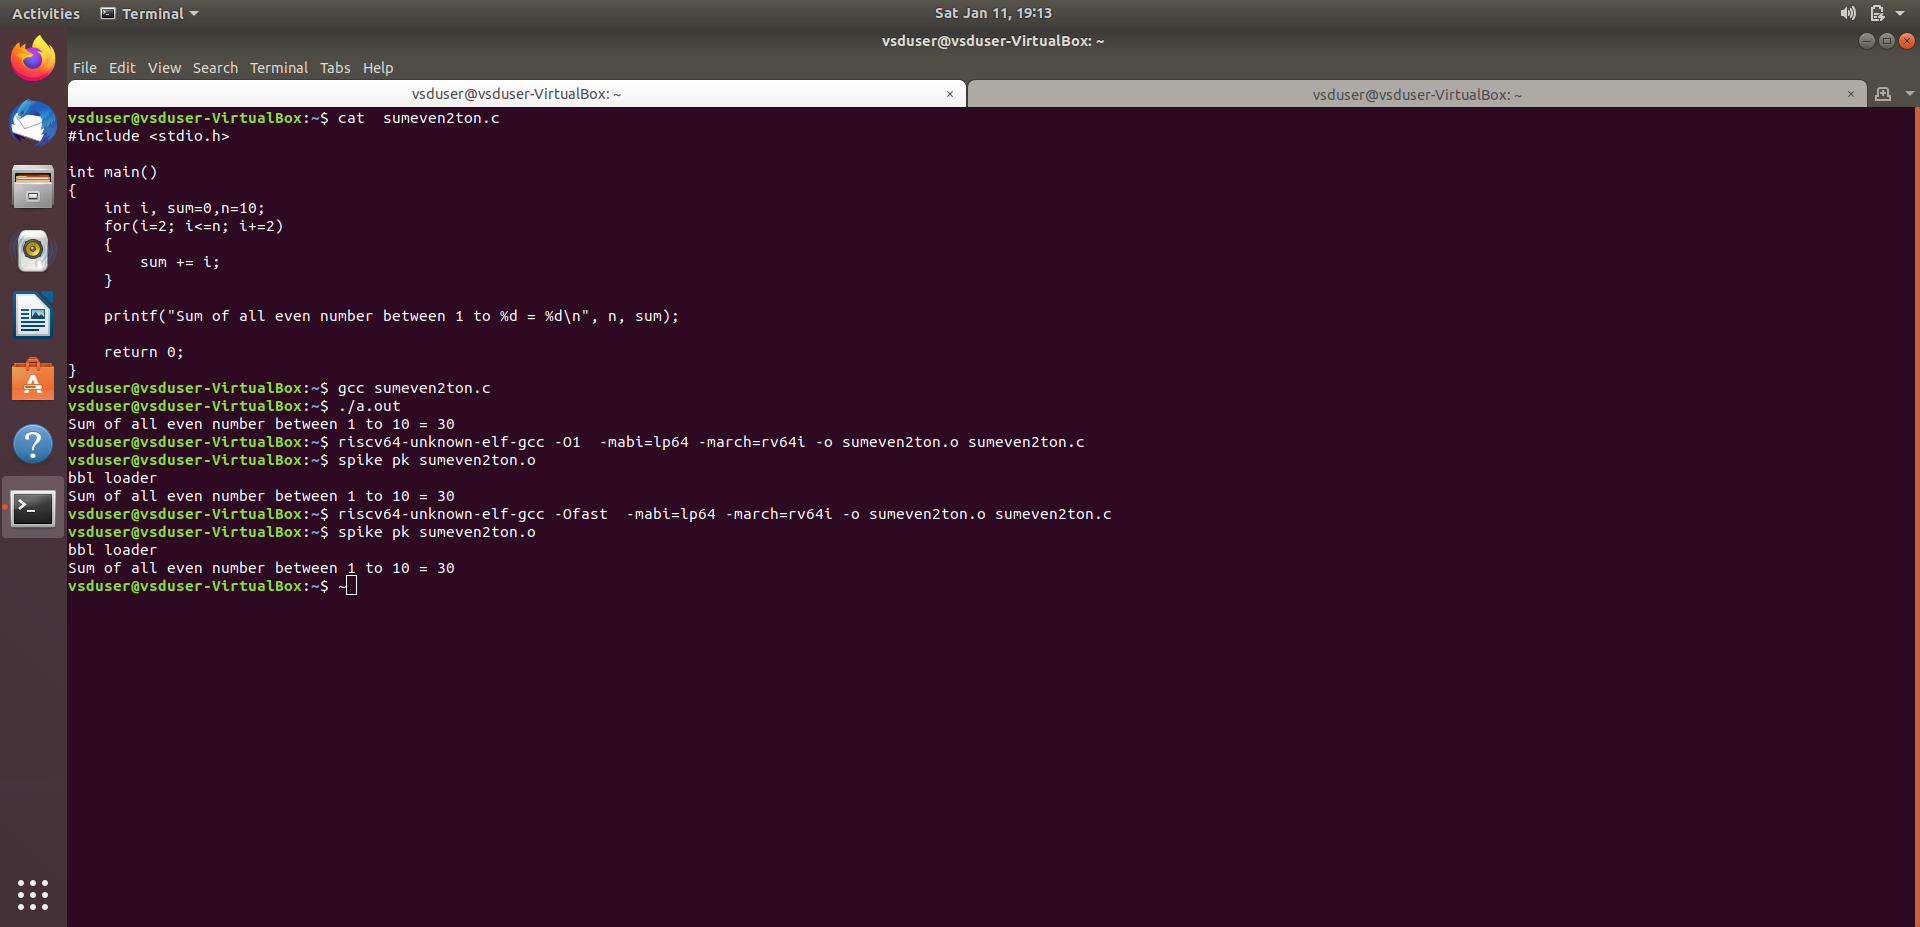 Activities Terminal Sat Jan 11, 19:13
vsduser@vsduser-VirtualBox: ~
File Edit View Search Terminal Tabs Help
vsduser@vsduser-VirtualBox: ~ × vsduser@vsduser-VirtualBox: ~ ×
vsduser@vsduser-VirtualBox:~$ cat  sumeven2ton.c
#include <stdio.h>

int main()
{
    int i, sum=0,n=10;
    for(i=2; i<=n; i+=2)
    {
        sum += i;
    }

    printf("Sum of all even number between 1 to %d = %d\n", n, sum);

    return 0;
}
vsduser@vsduser-VirtualBox:~$ gcc sumeven2ton.c
vsduser@vsduser-VirtualBox:~$ ./a.out
Sum of all even number between 1 to 10 = 30
vsduser@vsduser-VirtualBox:~$ riscv64-unknown-elf-gcc -O1  -mabi=lp64 -march=rv64i -o sumeven2ton.o sumeven2ton.c
vsduser@vsduser-VirtualBox:~$ spike pk sumeven2ton.o
bbl loader
Sum of all even number between 1 to 10 = 30
vsduser@vsduser-VirtualBox:~$ riscv64-unknown-elf-gcc -Ofast  -mabi=lp64 -march=rv64i -o sumeven2ton.o sumeven2ton.c
vsduser@vsduser-VirtualBox:~$ spike pk sumeven2ton.o
bbl loader
Sum of all even number between 1 to 10 = 30
vsduser@vsduser-VirtualBox:~$ ~